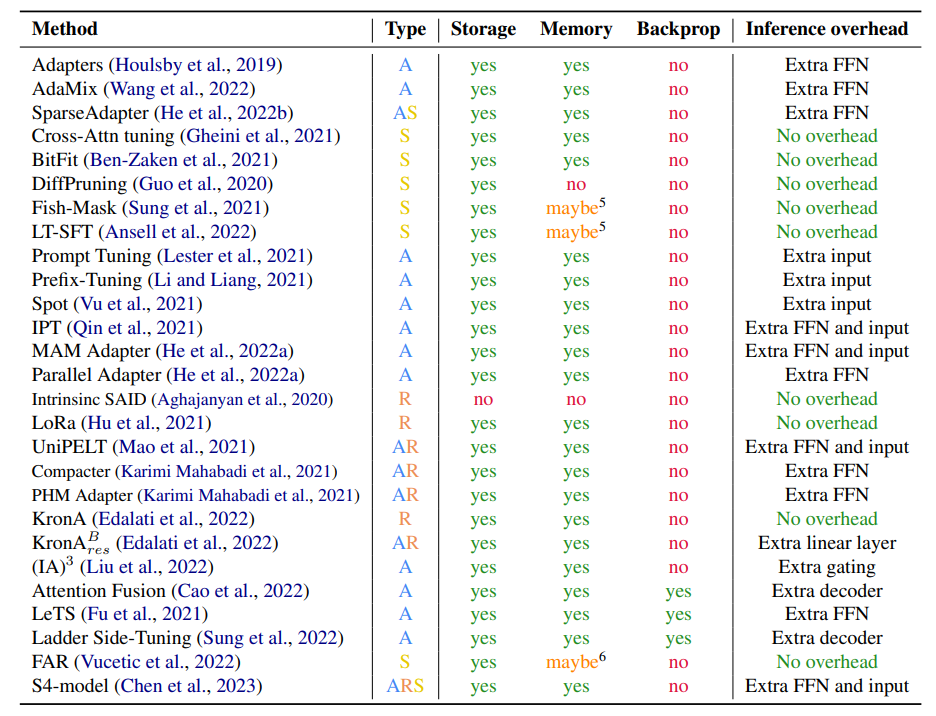 Method Type Storage Memory Backprop Inference overhead
Adapters (Houlsby et al., 2019) A yes yes no Extra FFN
AdaMix (Wang et al., 2022) A yes yes no Extra FFN
SparseAdapter (He et al., 2022b) AS yes yes no Extra FFN
Cross-Attn tuning (Gheini et al., 2021) S yes yes no No overhead
BitFit (Ben-Zaken et al., 2021) S yes yes no No overhead
DiffPruning (Guo et al., 2020) S yes no no No overhead
Fish-Mask (Sung et al., 2021) S yes maybe⁵ no No overhead
LT-SFT (Ansell et al., 2022) S yes maybe⁵ no No overhead
Prompt Tuning (Lester et al., 2021) A yes yes no Extra input
Prefix-Tuning (Li and Liang, 2021) A yes yes no Extra input
Spot (Vu et al., 2021) A yes yes no Extra input
IPT (Qin et al., 2021) A yes yes no Extra FFN and input
MAM Adapter (He et al., 2022a) A yes yes no Extra FFN and input
Parallel Adapter (He et al., 2022a) A yes yes no Extra FFN
Intrinsinc SAID (Aghajanyan et al., 2020) R no no no No overhead
LoRa (Hu et al., 2021) R yes yes no No overhead
UniPELT (Mao et al., 2021) AR yes yes no Extra FFN and input
Compacter (Karimi Mahabadi et al., 2021) AR yes yes no Extra FFN
PHM Adapter (Karimi Mahabadi et al., 2021) AR yes yes no Extra FFN
KronA (Edalati et al., 2022) R yes yes no No overhead
KronA^B_res (Edalati et al., 2022) AR yes yes no Extra linear layer
(IA)³ (Liu et al., 2022) A yes yes no Extra gating
Attention Fusion (Cao et al., 2022) A yes yes yes Extra decoder
LeTS (Fu et al., 2021) A yes yes yes Extra FFN
Ladder Side-Tuning (Sung et al., 2022) A yes yes yes Extra decoder
FAR (Vucetic et al., 2022) S yes maybe⁶ no No overhead
S4-model (Chen et al., 2023) ARS yes yes no Extra FFN and input